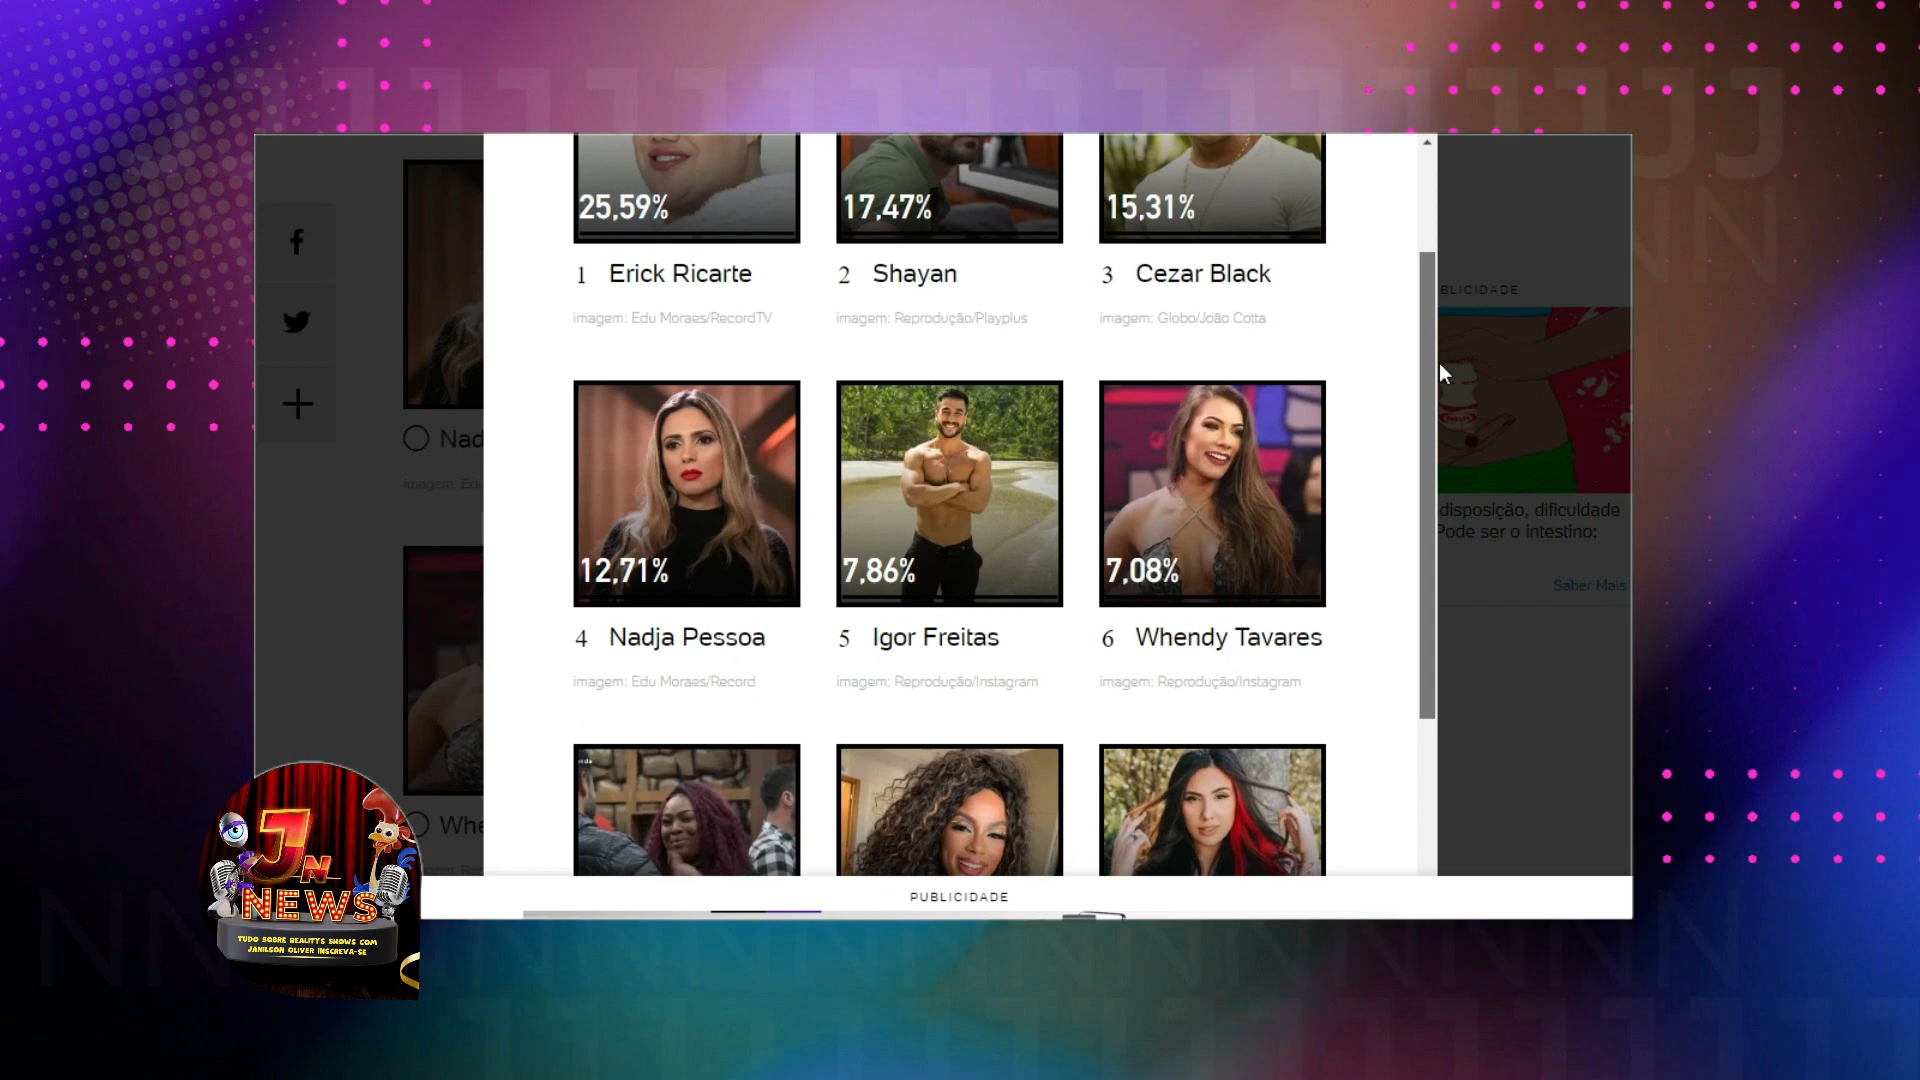 25,59%
17,47%
15,31%
1 Erick Ricarte
2 Shayan
3 Cezar Black
imagem: Edu Moraes/RecordTV
imagem: Reprodução/Playplus
imagem: Globo/João Cotta
BLICIDADE
Nad
imagem: Edu
12,71%
7,86%
7,08%
disposição, dificuldade
Pode ser o intestino:
Saber Mais
4 Nadja Pessoa
5 Igor Freitas
6 Whendy Tavares
imagem: Edu Moraes/Record
imagem: Reprodução/Instagram
imagem: Reprodução/Instagram
Whe
PUBLICIDADE
JN
NEWS
TUDO SOBRE REALITYS SHOWS COM
JANILSON OLIVER INSCREVA-SE